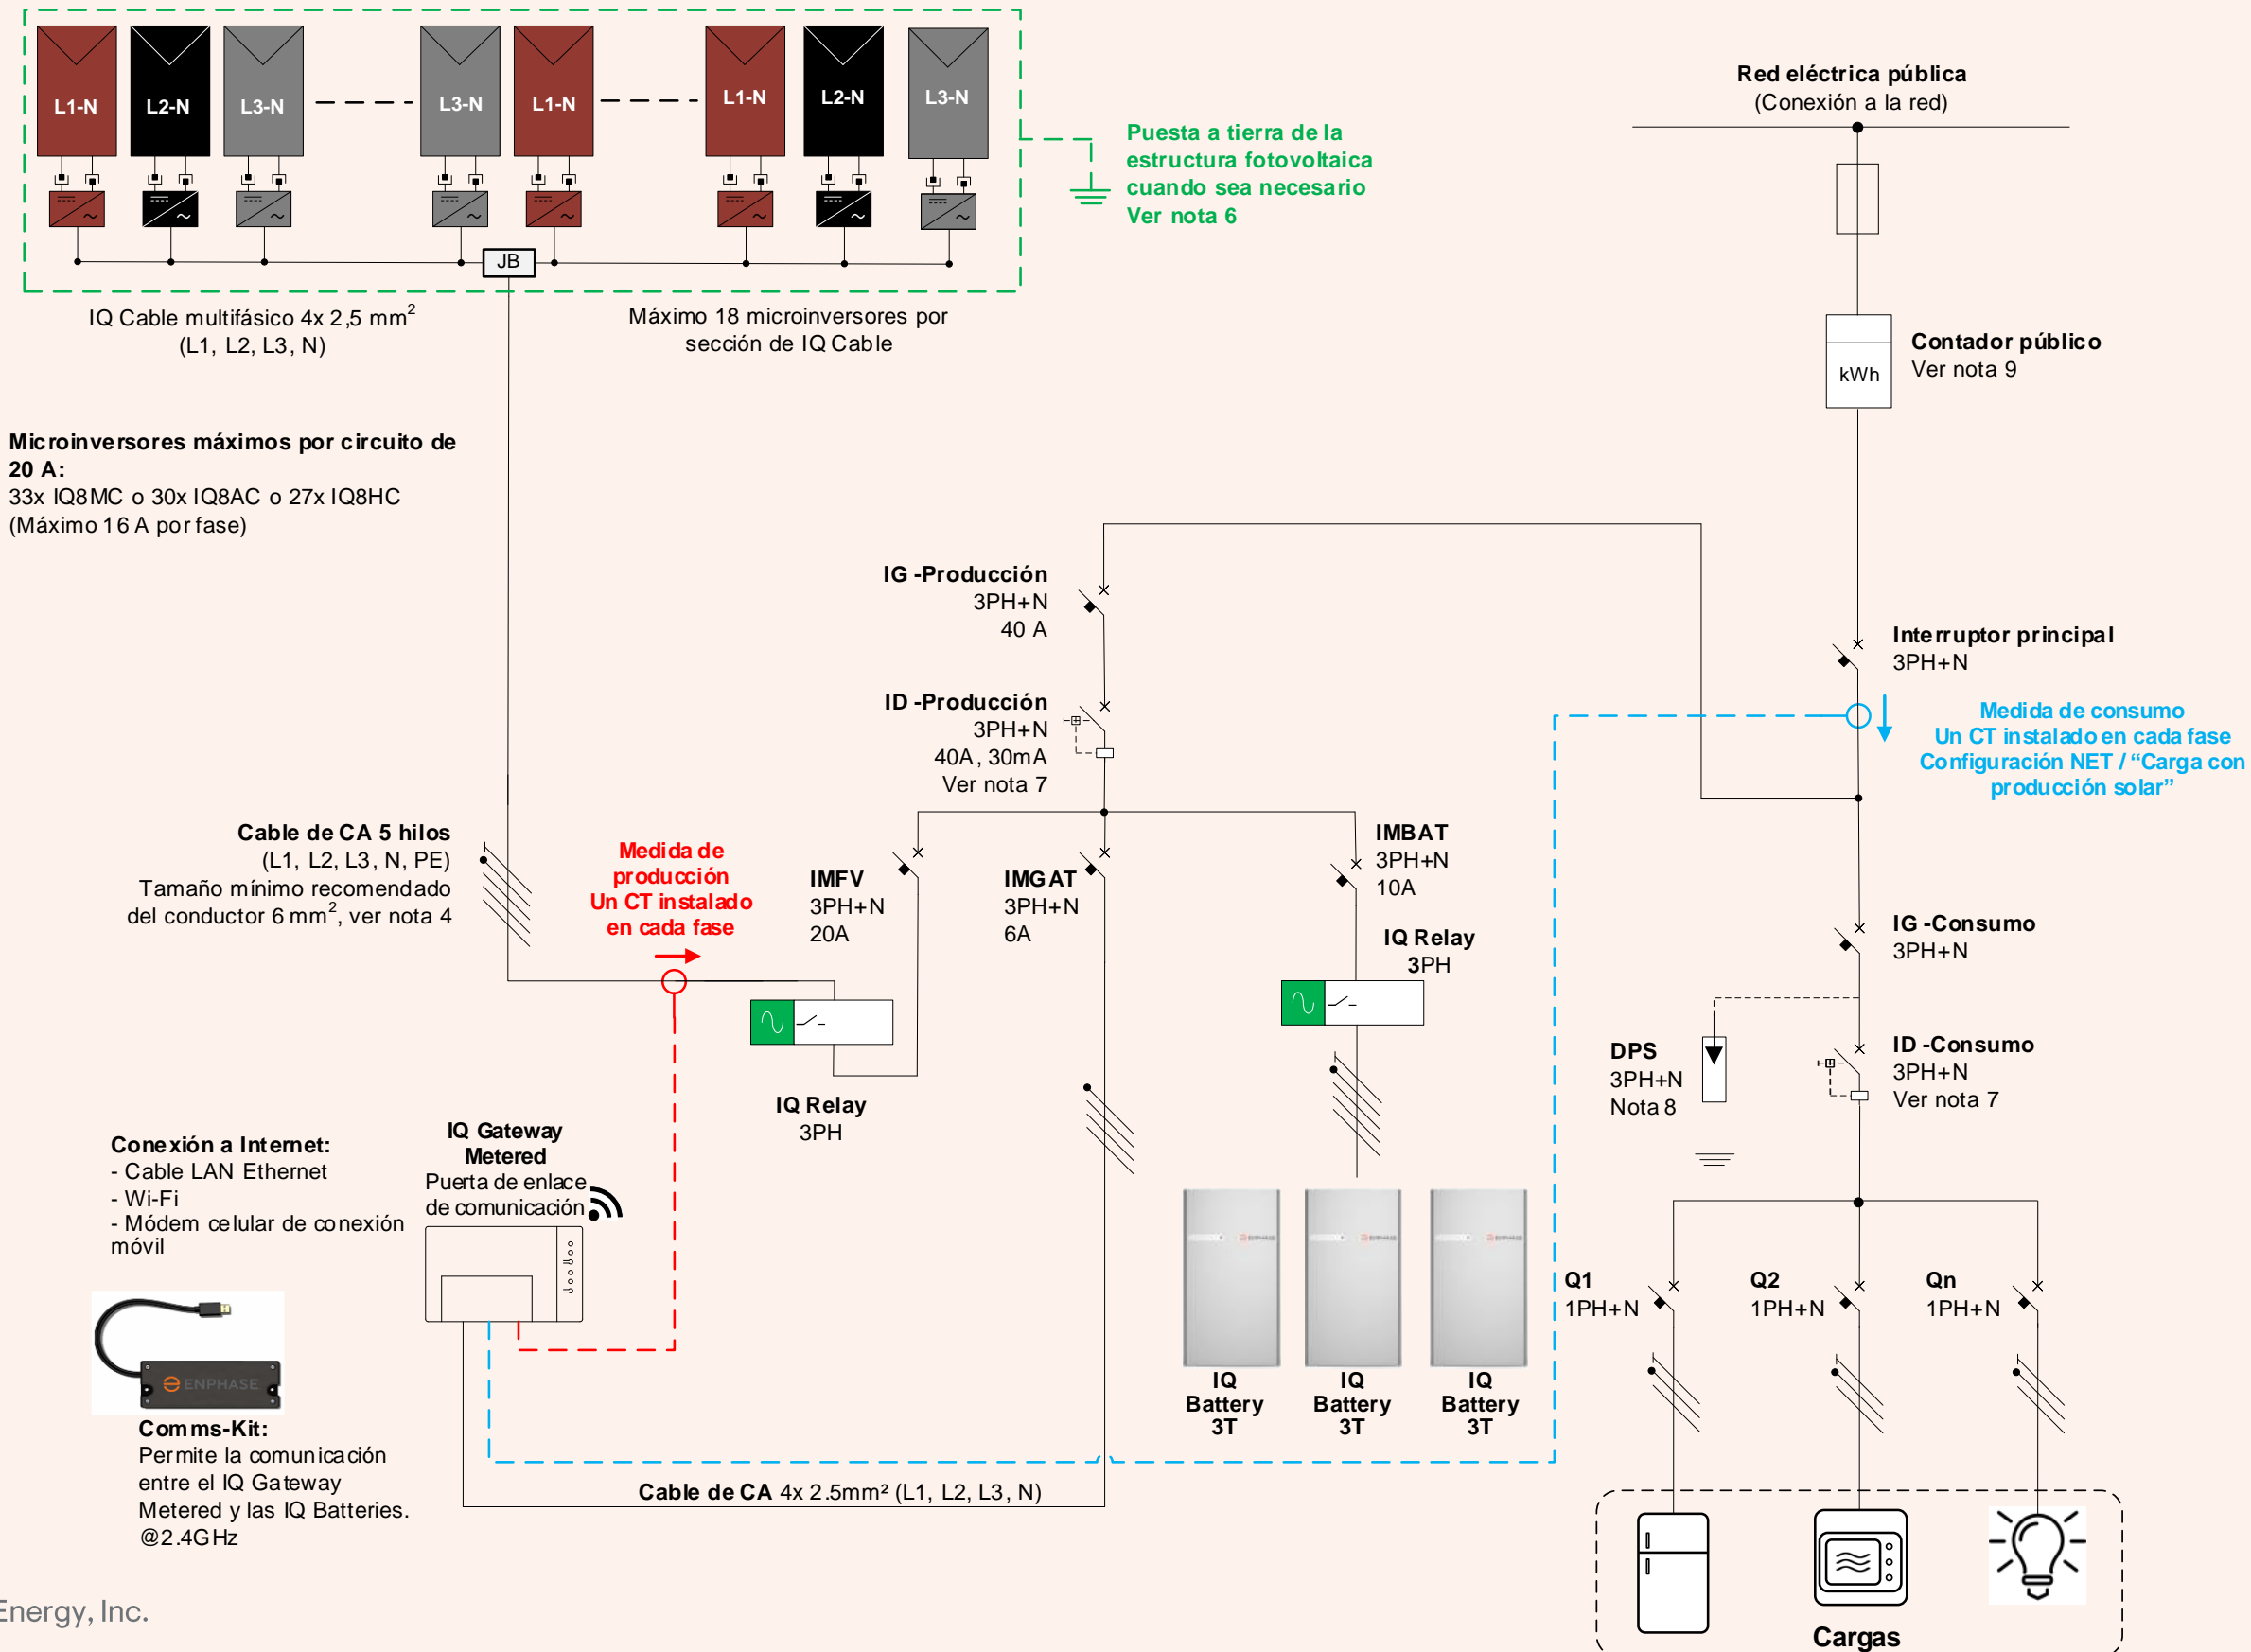 L1-N
L2-N
L3-N
L3-N
L1-N
L1-N
L2-N
L3-N
JB
IQ Cable multifásico 4x 2,5 mm²
(L1, L2, L3, N)
Máximo 18 microinversores por
sección de IQ Cable
Puesta a tierra de la
estructura fotovoltaica
cuando sea necesario
Ver nota 6
Red eléctrica pública
(Conexión a la red)
kWh
Contador público
Ver nota 9
Microinversores máximos por circuito de
20 A:
33x IQ8MC o 30x IQ8AC o 27x IQ8HC
(Máximo 16 A por fase)
IG -Producción
3PH+N
40 A
ID -Producción
3PH+N
40A, 30mA
Ver nota 7
Interruptor principal
3PH+N
Medida de consumo
Un CT instalado en cada fase
Configuración NET / “Carga con
producción solar”
Cable de CA 5 hilos
(L1, L2, L3, N, PE)
Tamaño mínimo recomendado
del conductor 6 mm², ver nota 4
Medida de
producción
Un CT instalado
en cada fase
IMFV
3PH+N
20A
IMGAT
3PH+N
6A
IMBAT
3PH+N
10A
IQ Relay
3PH
IG -Consumo
3PH+N
DPS
3PH+N
Nota 8
ID -Consumo
3PH+N
Ver nota 7
IQ Relay
3PH
Conexión a Internet:
- Cable LAN Ethernet
- Wi-Fi
- Módem celular de conexión
móvil
IQ Gateway
Metered
Puerta de enlace
de comunicación
ENPHASE
Comms-Kit:
Permite la comunicación
entre el IQ Gateway
Metered y las IQ Batteries.
@2.4GHz
ENPHASE
ENPHASE
ENPHASE
IQ
Battery
3T
IQ
Battery
3T
IQ
Battery
3T
Q1
1PH+N
Q2
1PH+N
Qn
1PH+N
Cable de CA 4x 2.5mm² (L1, L2, L3, N)
Cargas
Energy, Inc.